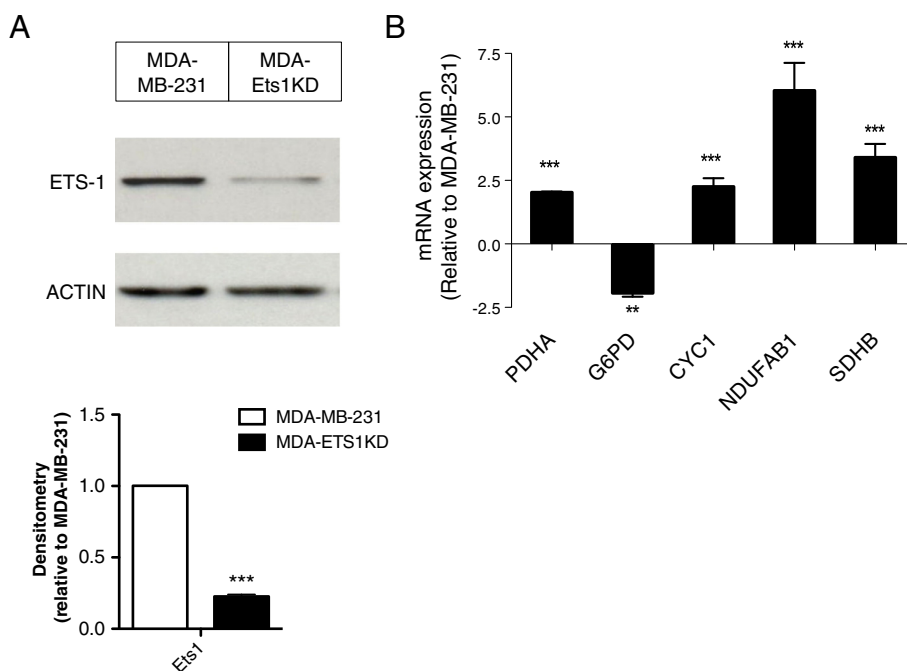 A
MDA-
MB-231
MDA-
Ets1KD
ETS-1
ACTIN
1.5
1.0
0.5
0.0
Densitometry
(relative to MDA-MB-231)
MDA-MB-231
MDA-ETS1KD
***
Ets1
B
7.5
5.0
2.5
0.0
-2.5
mRNA expression
(Relative to MDA-MB-231)
***
**
***
***
***
PDHA
G6PD
CYC1
NDUFAB1
SDHB